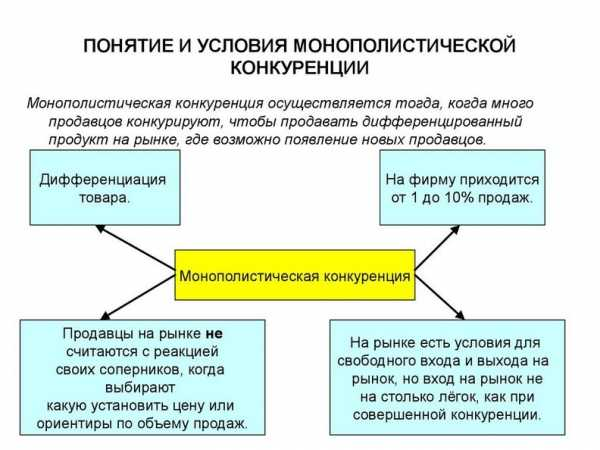 ПОНЯТИЕ И УСЛОВИЯ МОНОПОЛИСТИЧЕСКОЙ
КОНКУРЕНЦИИ
Монополистическая конкуренция осуществляется тогда, когда много
продавцов конкурируют, чтобы продавать дифференцированный
продукт на рынке, где возможно появление новых продавцов.
Дифференциация
товара.
На фирму приходится
от 1 до 10% продаж.
Монополистическая конкуренция
Продавцы на рынке не
считаются с реакцией
своих соперников, когда
выбирают
какую установить цену или
ориентиры по объему продаж.
На рынке есть условия для
свободного входа и выхода на
рынок, но вход на рынок не
на столько лёгок, как при
совершенной конкуренции.